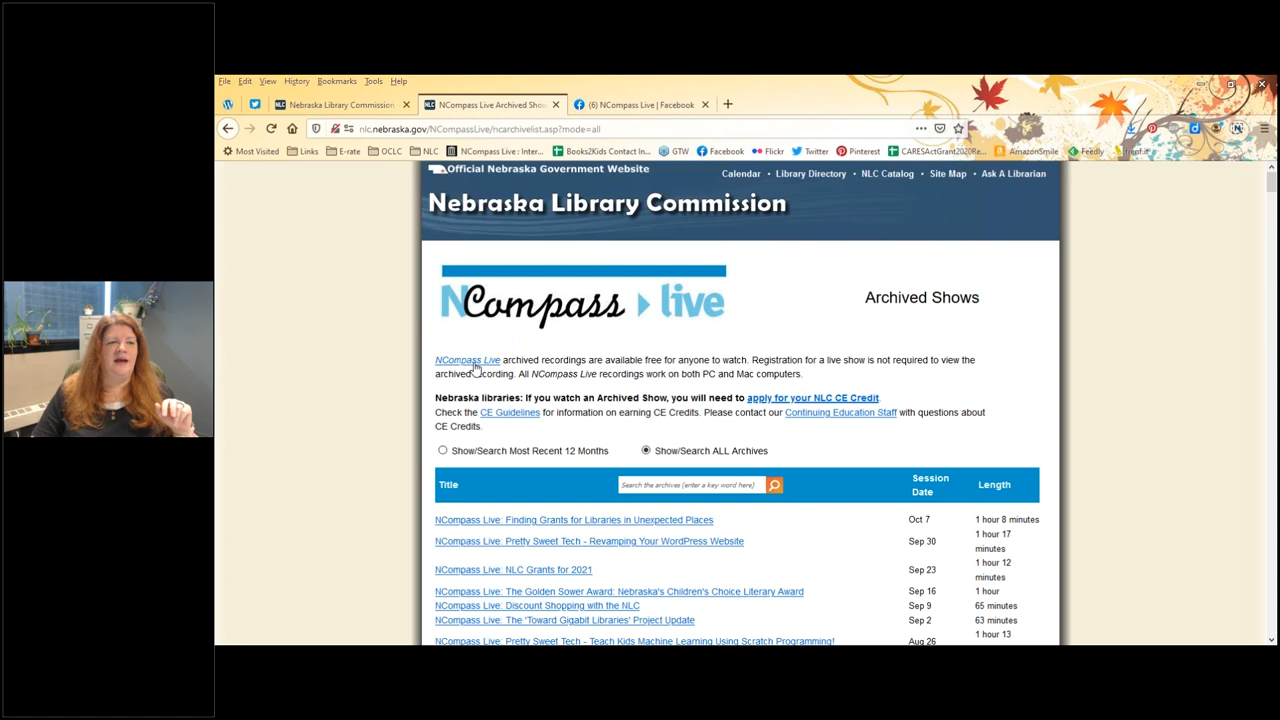 File Edit View History Bookmarks Tools Help
Nebraska Library Commission
NCompass Live Archived Sho
(6) NCompass Live | Facebook
nlc.nebraska.gov/NCompassLive/ncarchivelist.asp?mode=all
Most Visited Links E-rate OCLC NLC NCompass Live : Inter... Books2Kids Contact In... GTW Facebook Flickr Twitter Pinterest CARESActGrant2020Re... AmazonSmile Feedly
Official Nebraska Government Website
Calendar • Library Directory • NLC Catalog • Site Map • Ask A Librarian
Nebraska Library Commission
NCompass live
Archived Shows
NCompass Live archived recordings are available free for anyone to watch. Registration for a live show is not required to view the
archived recording. All NCompass Live recordings work on both PC and Mac computers.
Nebraska libraries: If you watch an Archived Show, you will need to apply for your NLC CE Credit.
Check the CE Guidelines for information on earning CE Credits. Please contact our Continuing Education Staff with questions about
CE Credits.
Show/Search Most Recent 12 Months Show/Search ALL Archives
Title Search the archives (enter a key word here) Session Date Length
NCompass Live: Finding Grants for Libraries in Unexpected Places Oct 7 1 hour 8 minutes
NCompass Live: Pretty Sweet Tech - Revamping Your WordPress Website Sep 30 1 hour 17 minutes
NCompass Live: NLC Grants for 2021 Sep 23 1 hour 12 minutes
NCompass Live: The Golden Sower Award: Nebraska's Children's Choice Literary Award Sep 16 1 hour
NCompass Live: Discount Shopping with the NLC Sep 9 65 minutes
NCompass Live: The 'Toward Gigabit Libraries' Project Update Sep 2 63 minutes
NCompass Live: Pretty Sweet Tech - Teach Kids Machine Learning Using Scratch Programming! Aug 26 1 hour 13